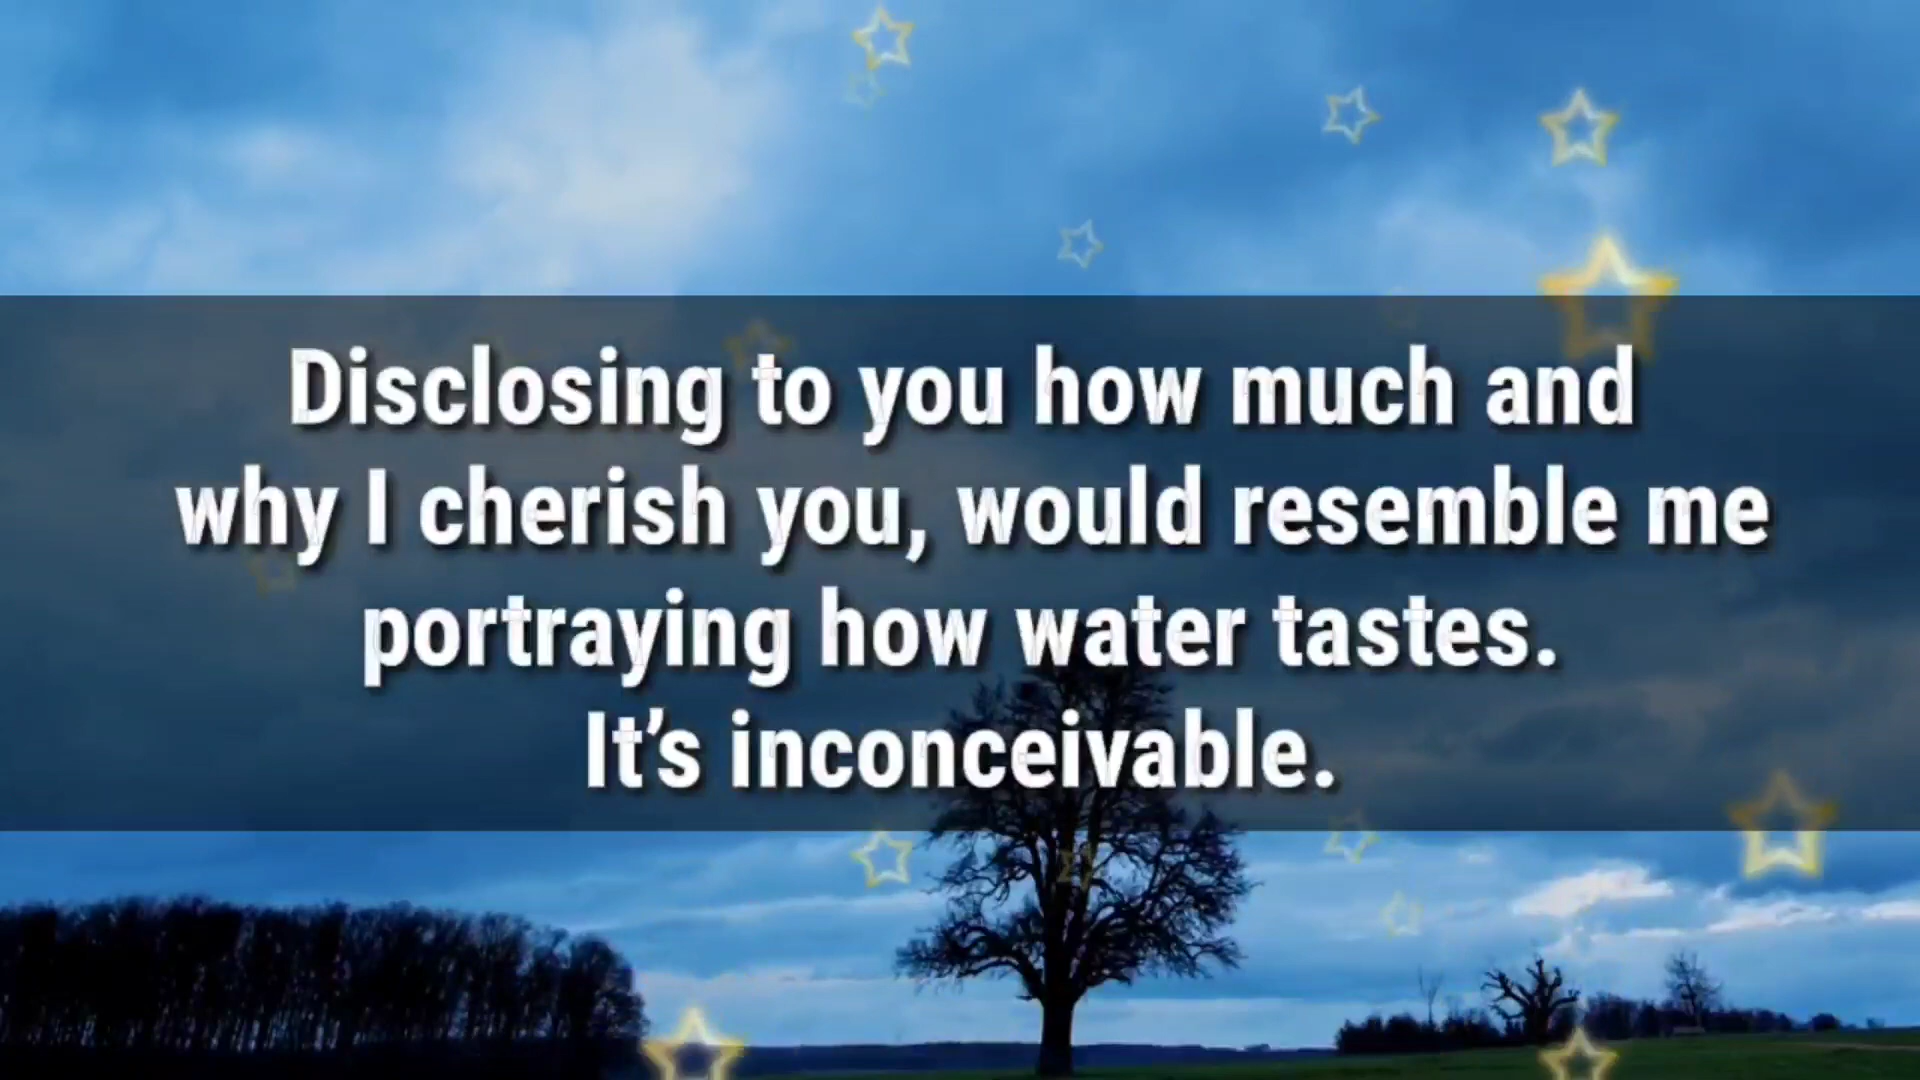 Disclosing to you how much and
why I cherish you, would resemble me
portraying how water tastes.
It’s inconceivable.